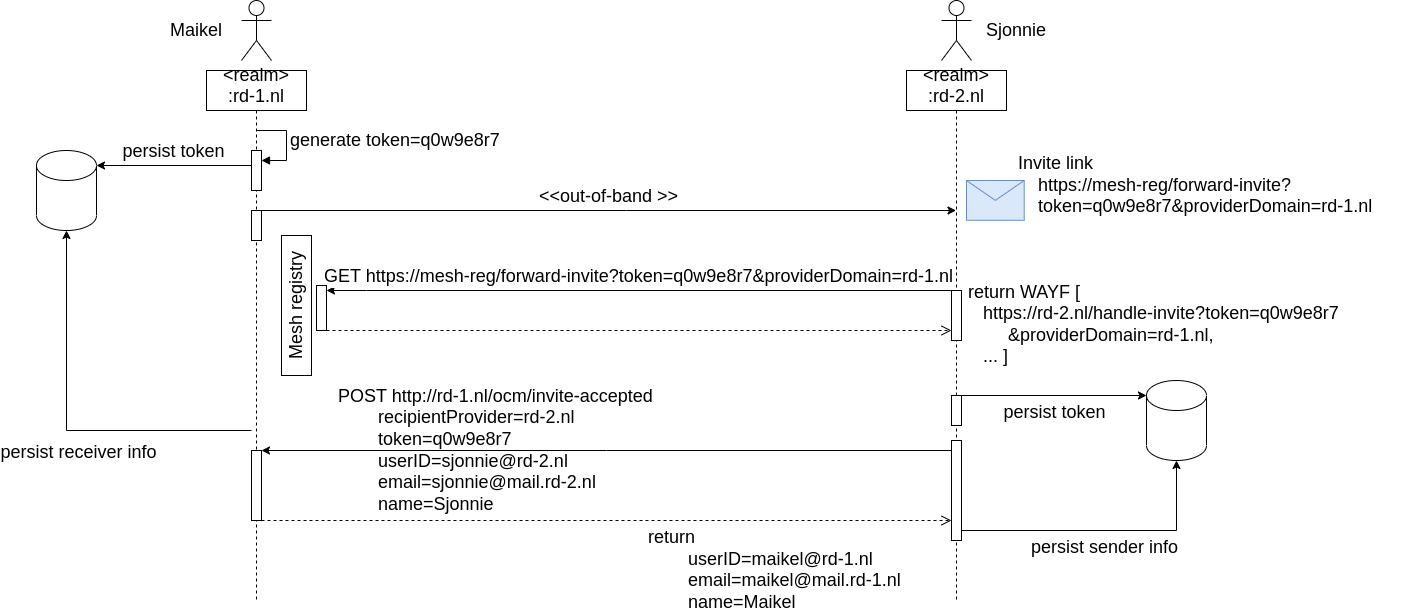 Maikel
Sjonnie
<realm>
:rd-1.nl
<realm>
:rd-2.nl
generate token=q0w9e8r7
persist token
Invite link
https://mesh-reg/forward-invite?
token=q0w9e8r7&providerDomain=rd-1.nl
<<out-of-band >>
Mesh registry
GET https://mesh-reg/forward-invite?token=q0w9e8r7&providerDomain=rd-1.nl
return WAYF [
https://rd-2.nl/handle-invite?token=q0w9e8r7
&providerDomain=rd-1.nl,
... ]
POST http://rd-1.nl/ocm/invite-accepted
recipientProvider=rd-2.nl
token=q0w9e8r7
userID=sjonnie@rd-2.nl
email=sjonnie@mail.rd-2.nl
name=Sjonnie
persist token
persist receiver info
return
userID=maikel@rd-1.nl
email=maikel@mail.rd-1.nl
name=Maikel
persist sender info